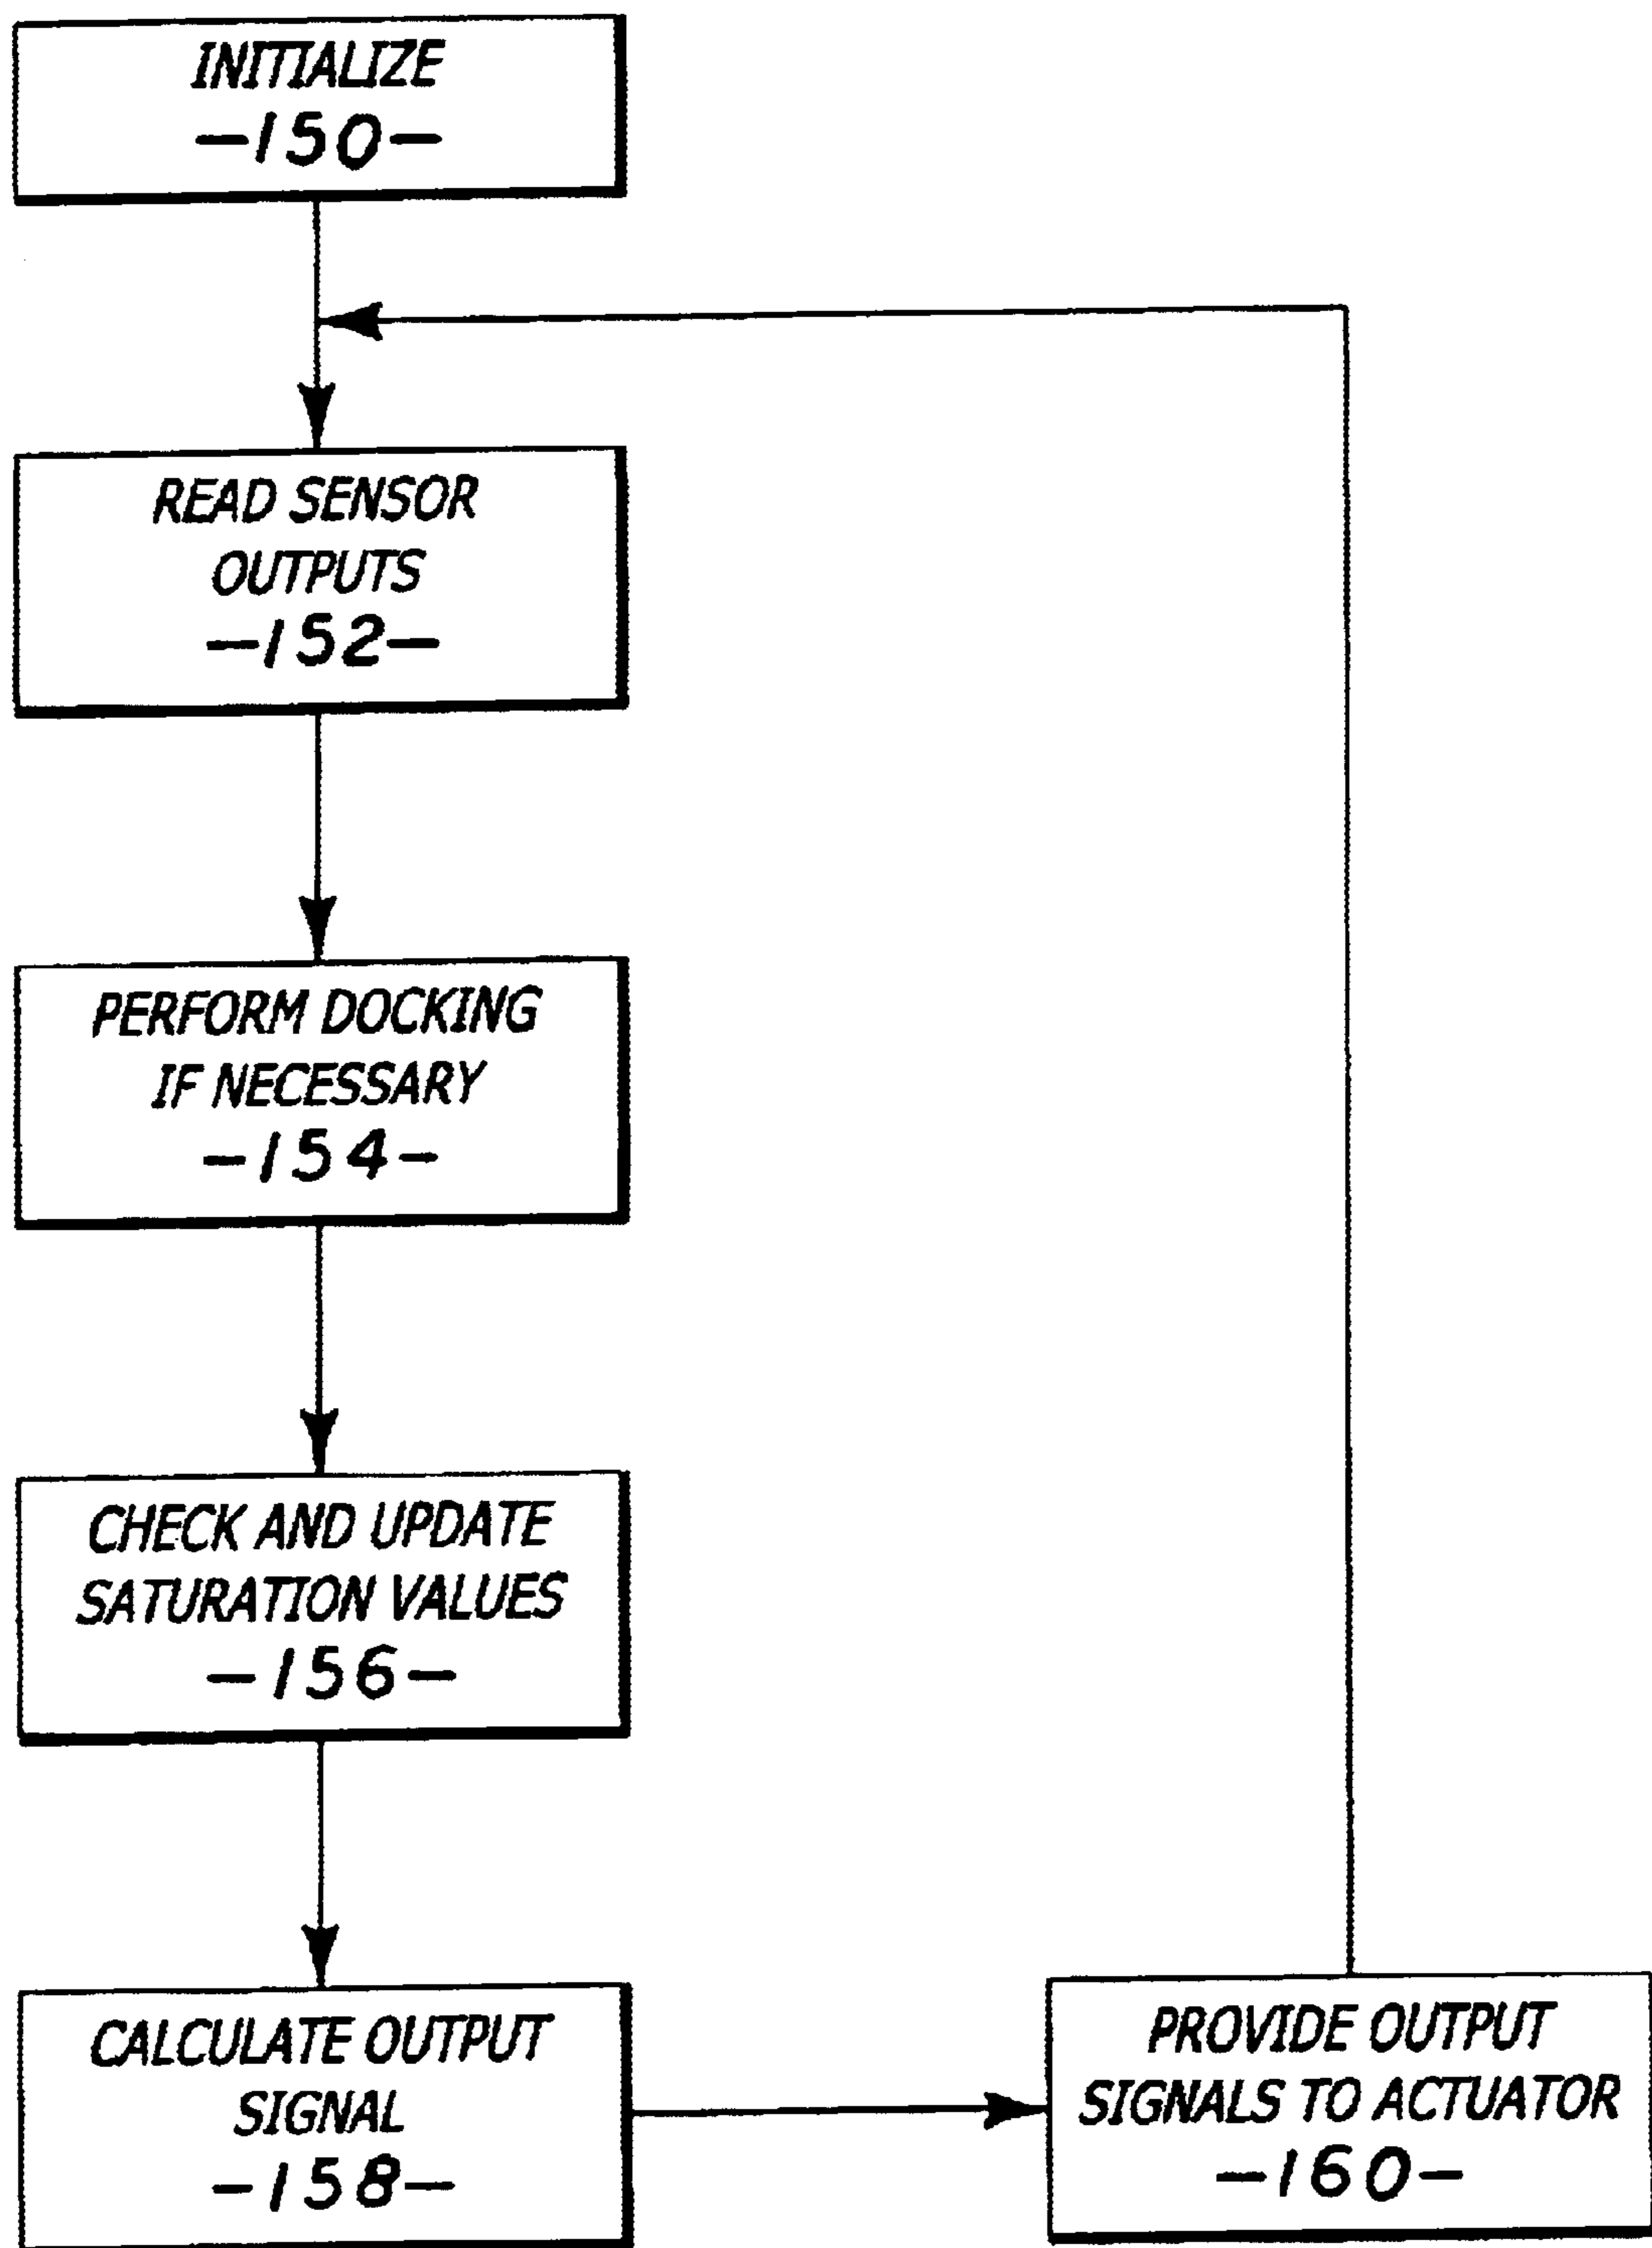 INITIALIZE
-150-
READ SENSOR
OUTPUTS
-152-
PERFORM DOCKING
IF NECESSARY
-154-
CHECK AND UPDATE
SATURATION VALUES
-156-
CALCULATE OUTPUT
SIGNAL
-158-
PROVIDE OUTPUT
SIGNALS TO ACTUATOR
-160-